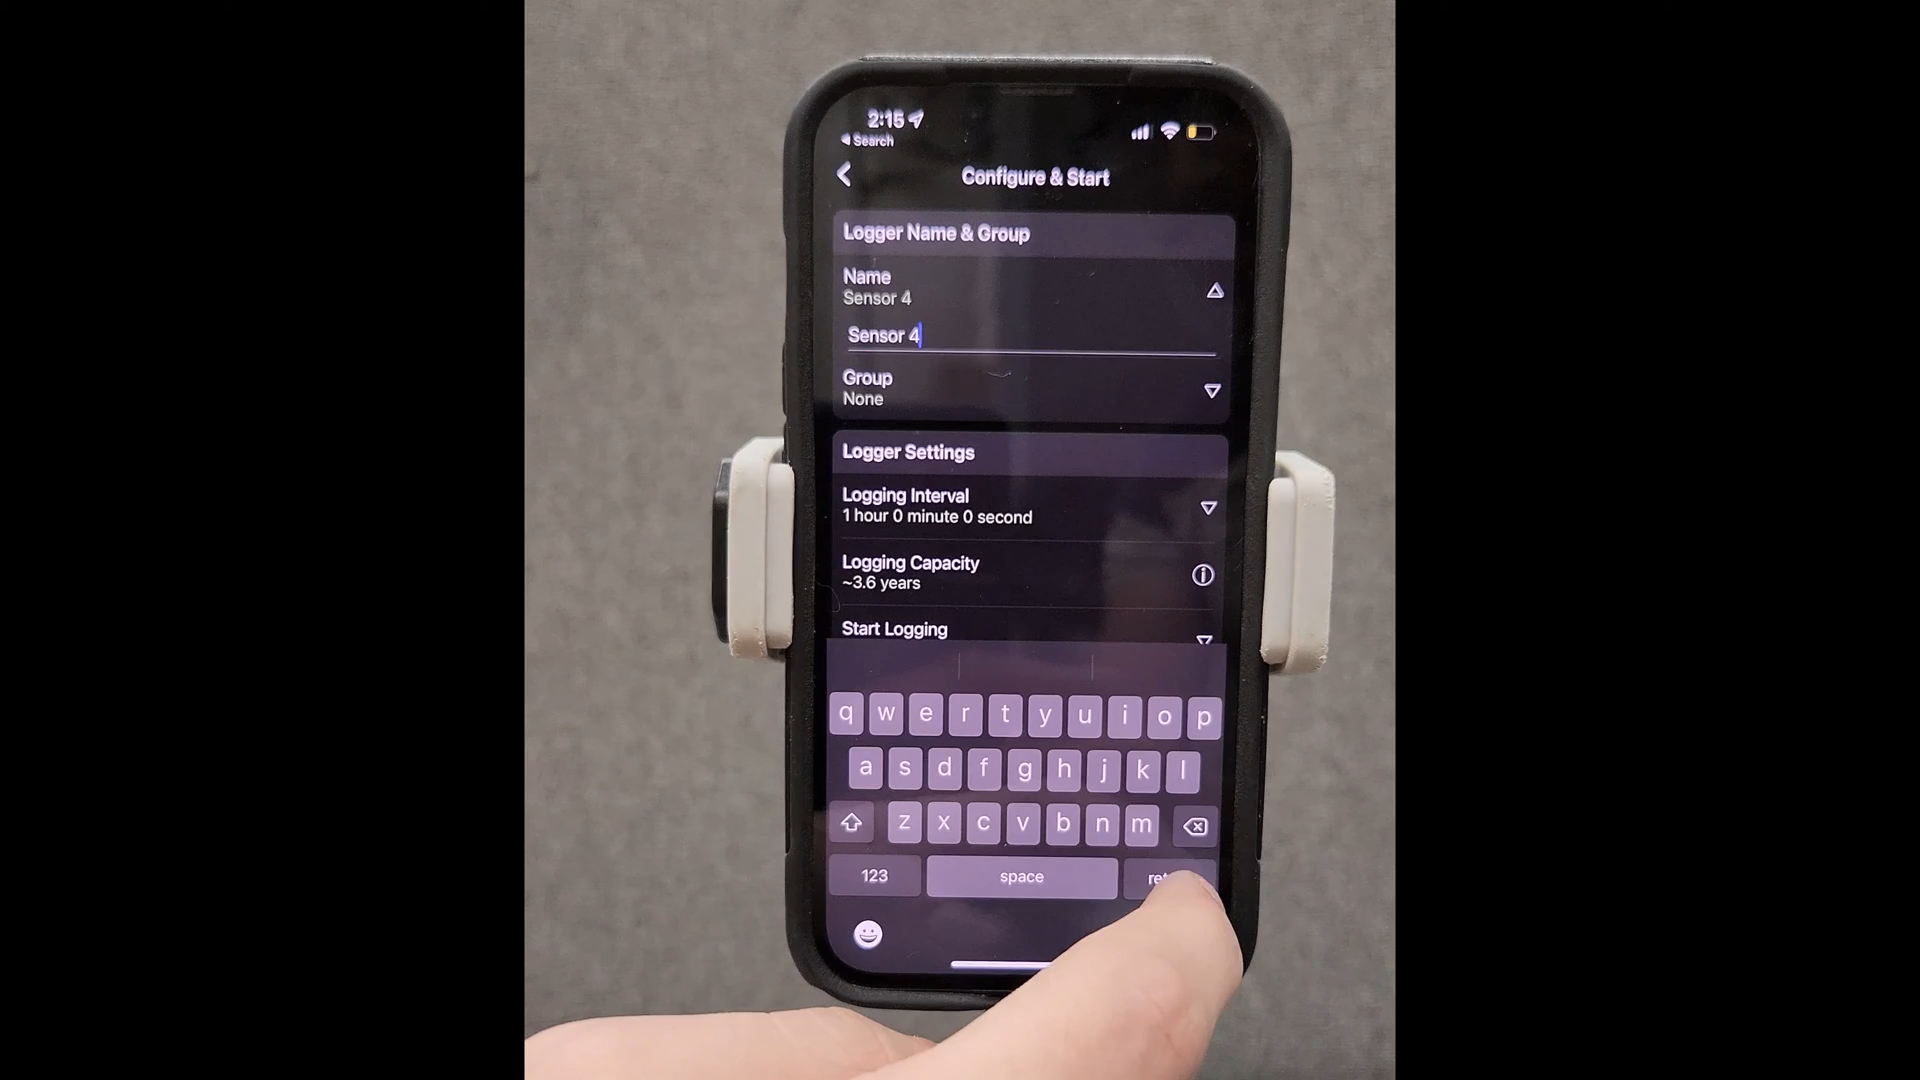 2:15
Search
Configure & Start
Logger Name & Group
Name
Sensor 4
Sensor 4
Group
None
Logger Settings
Logging Interval
1 hour 0 minute 0 second
Logging Capacity
~3.6 years
Start Logging
q w e r t y u i o p
a s d f g h j k l
z x c v b n m
123 space